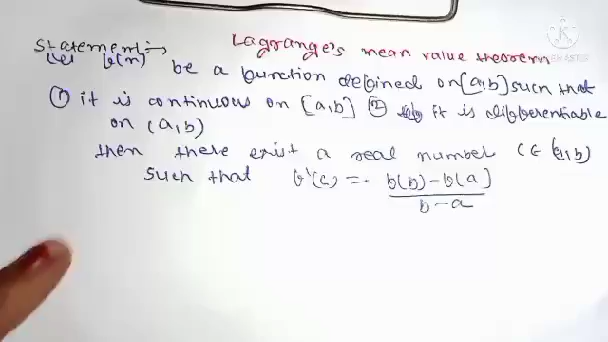 Lagrange's mean value theorem
Statement :→
Let f(x) be a function defined on [a,b] such that
① it is continuous on [a,b] ② it is differentiable
on (a,b)
then there exist a real number c ∈ (a,b)
such that f'(c) = f(b)-f(a) / b-a